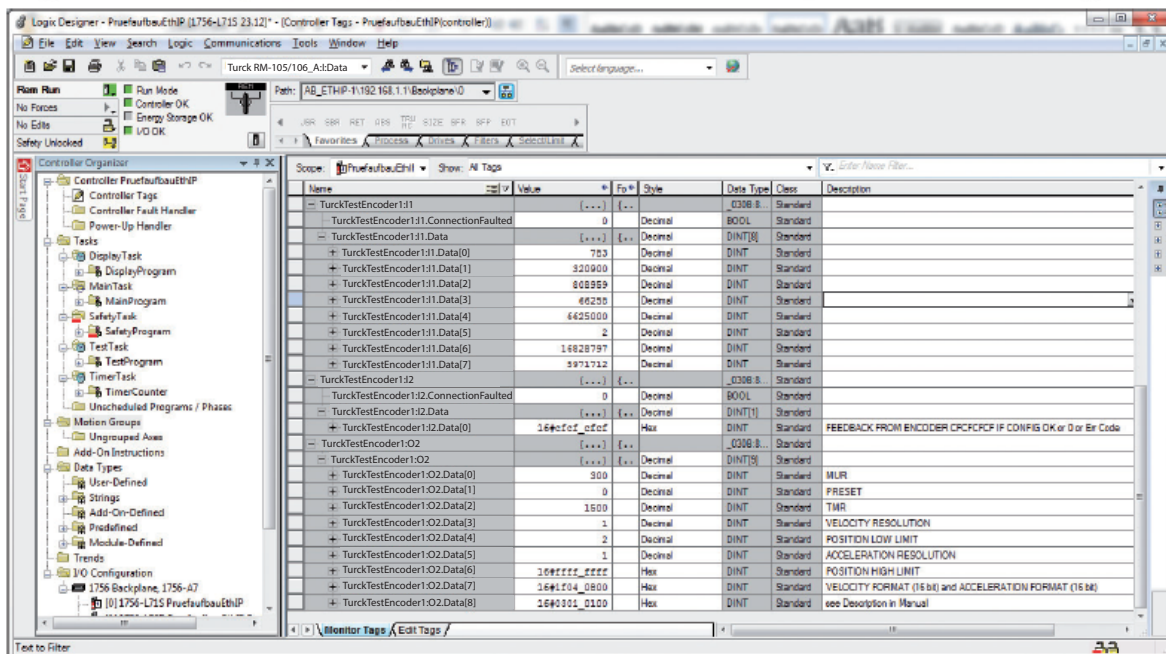 Logix Designer - PruefaufbauEthIP [1756-L71S 23.12]* - [Controller Tags - PruefaufbauEthIP(controller)]
File Edit View Search Logic Communications Tools Window Help
Turck RM-105/106_A:I:Data Select language...
Rem Run Run Mode Path: AB_ETHIP-1\192.168.1.1\Backplane\0
No Forces Controller OK
No Edits Energy Storage OK
I/O OK
JSR SBR RET ABS SIZE BFR SFP EOT
Safety Unlocked Favorites Process Drives Filters Select/Limit
Controller Organizer Scope: PruefaufbauEthI Show: All Tags Enter Name Filter...
Start Page
Controller PruefaufbauEthIP
Controller Tags
Controller Fault Handler
Power-Up Handler
Tasks
DisplayTask
DisplayProgram
MainTask
MainProgram
SafetyTask
SafetyProgram
TestTask
TestProgram
TimerTask
TimerCounter
Unscheduled Programs / Phases
Motion Groups
Ungrouped Axes
Add-On Instructions
Data Types
User-Defined
Strings
Add-On-Defined
Predefined
Module-Defined
Trends
I/O Configuration
1756 Backplane, 1756-A7
[0] 1756-L71S PruefaufbauEthIP
Name Value Fo Style Data Type Class Description
TurckTestEncoder1:I1 {...} {.. _0308:8... Standard
TurckTestEncoder1:I1.ConnectionFaulted 0 Decimal BOOL Standard
TurckTestEncoder1:I1.Data {...} {.. Decimal DINT[8] Standard
TurckTestEncoder1:I1.Data[0] 753 Decimal DINT Standard
TurckTestEncoder1:I1.Data[1] 320900 Decimal DINT Standard
TurckTestEncoder1:I1.Data[2] 808959 Decimal DINT Standard
TurckTestEncoder1:I1.Data[3] 66258 Decimal DINT Standard
TurckTestEncoder1:I1.Data[4] 6625000 Decimal DINT Standard
TurckTestEncoder1:I1.Data[5] 2 Decimal DINT Standard
TurckTestEncoder1:I1.Data[6] 16828797 Decimal DINT Standard
TurckTestEncoder1:I1.Data[7] 5971712 Decimal DINT Standard
TurckTestEncoder1:I2 {...} {.. _0308:8... Standard
TurckTestEncoder1:I2.ConnectionFaulted 0 Decimal BOOL Standard
TurckTestEncoder1:I2.Data {...} {.. Decimal DINT[1] Standard
TurckTestEncoder1:I2.Data[0] 16#cfcf_cfcf Hex DINT Standard FEEDBACK FROM ENCODER CFCFCFCF IF CONFIG OK or 0 or Err Code
TurckTestEncoder1:O2 {...} {.. _0308:8... Standard
TurckTestEncoder1:O2 {...} {.. Decimal DINT[9] Standard
TurckTestEncoder1:O2.Data[0] 300 Decimal DINT Standard MUR
TurckTestEncoder1:O2.Data[1] 0 Decimal DINT Standard PRESET
TurckTestEncoder1:O2.Data[2] 1500 Decimal DINT Standard TMR
TurckTestEncoder1:O2.Data[3] 1 Decimal DINT Standard VELOCITY RESOLUTION
TurckTestEncoder1:O2.Data[4] 2 Decimal DINT Standard POSITION LOW LIMIT
TurckTestEncoder1:O2.Data[5] 1 Decimal DINT Standard ACCELERATION RESOLUTION
TurckTestEncoder1:O2.Data[6] 16#ffff_ffff Hex DINT Standard POSITION HIGH LIMIT
TurckTestEncoder1:O2.Data[7] 16#1f04_0800 Hex DINT Standard VELOCITY FORMAT (16 bit) and ACCELERATION FORMAT (16 bit)
TurckTestEncoder1:O2.Data[8] 16#0301_0100 Hex DINT Standard see Description in Manual
Monitor Tags Edit Tags
Text to Filter